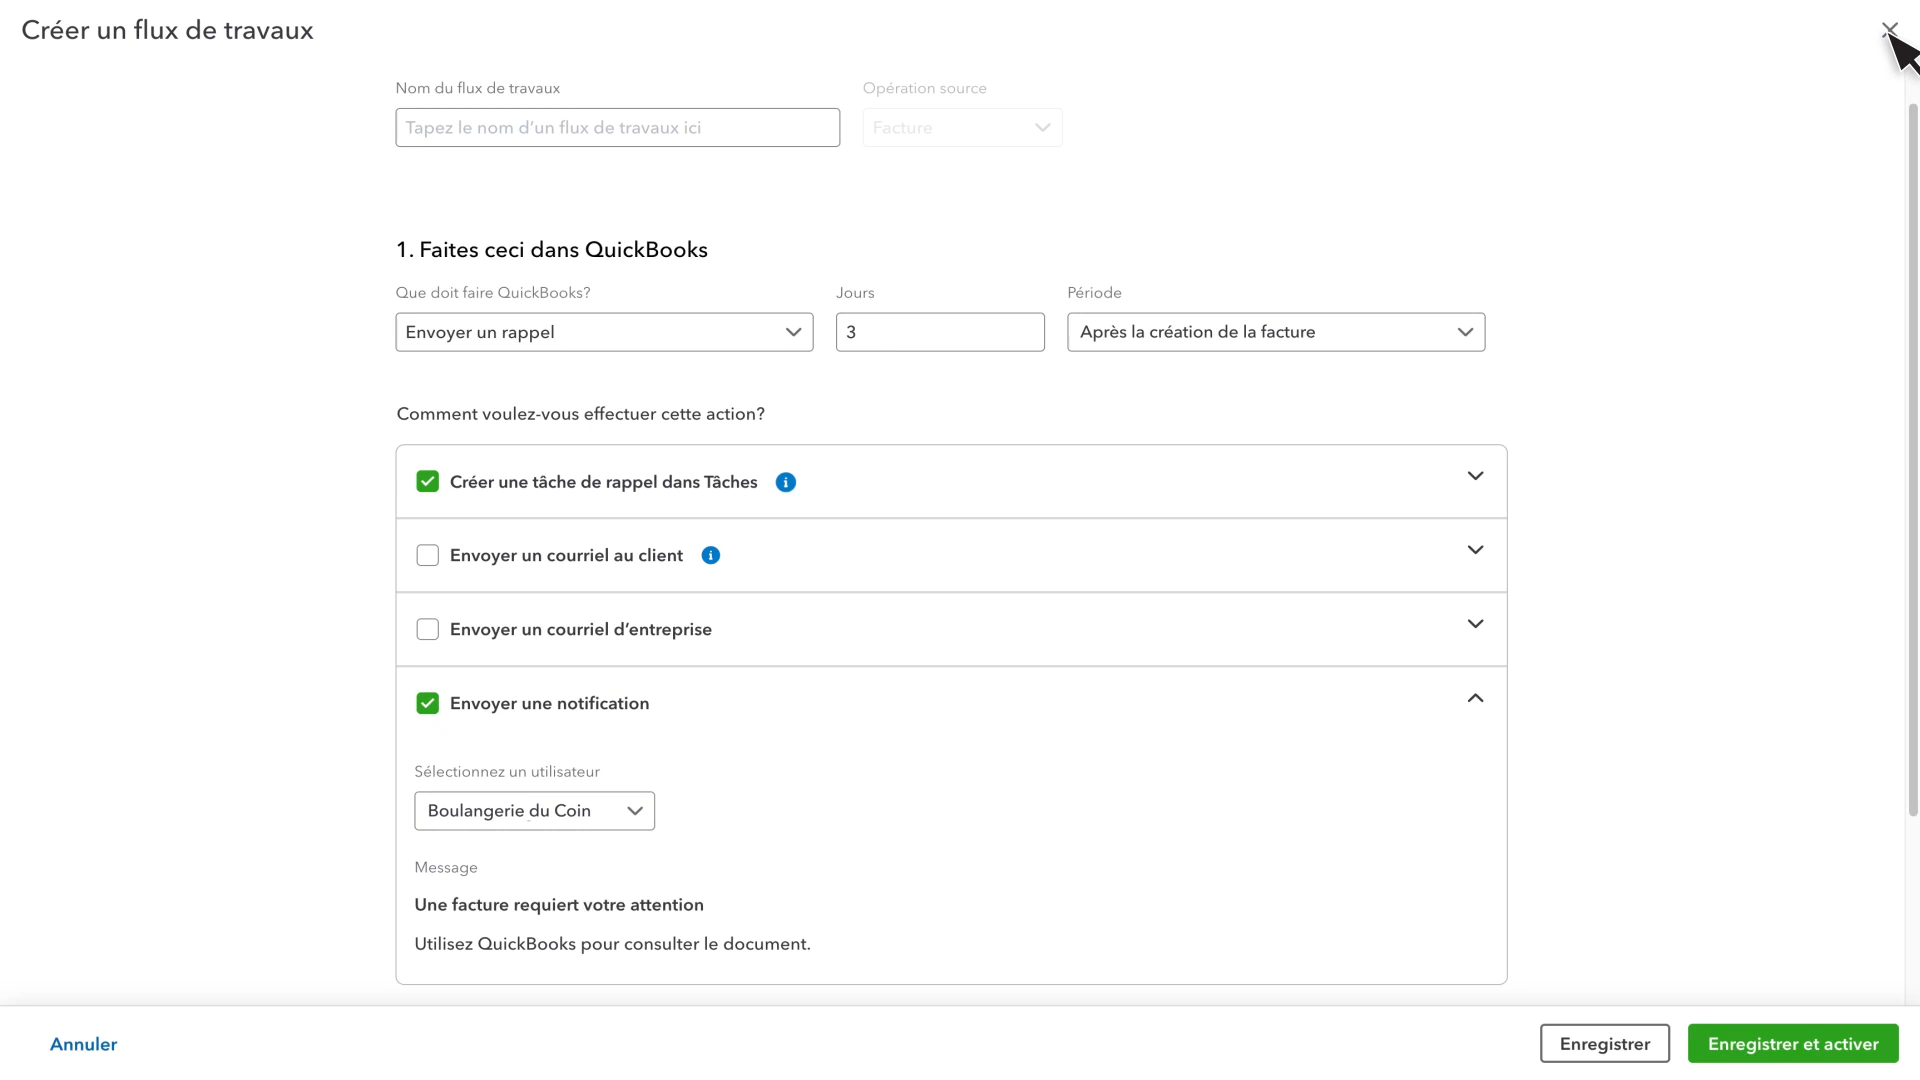 Créer un flux de travaux
Nom du flux de travaux
Opération source
Tapez le nom d’un flux de travaux ici
Facture
1. Faites ceci dans QuickBooks
Que doit faire QuickBooks?
Jours
Période
Envoyer un rappel
3
Après la création de la facture
Comment voulez-vous effectuer cette action?
Créer une tâche de rappel dans Tâches
Envoyer un courriel au client
Envoyer un courriel d’entreprise
Envoyer une notification
Sélectionnez un utilisateur
Boulangerie du Coin
Message
Une facture requiert votre attention
Utilisez QuickBooks pour consulter le document.
Annuler
Enregistrer
Enregistrer et activer